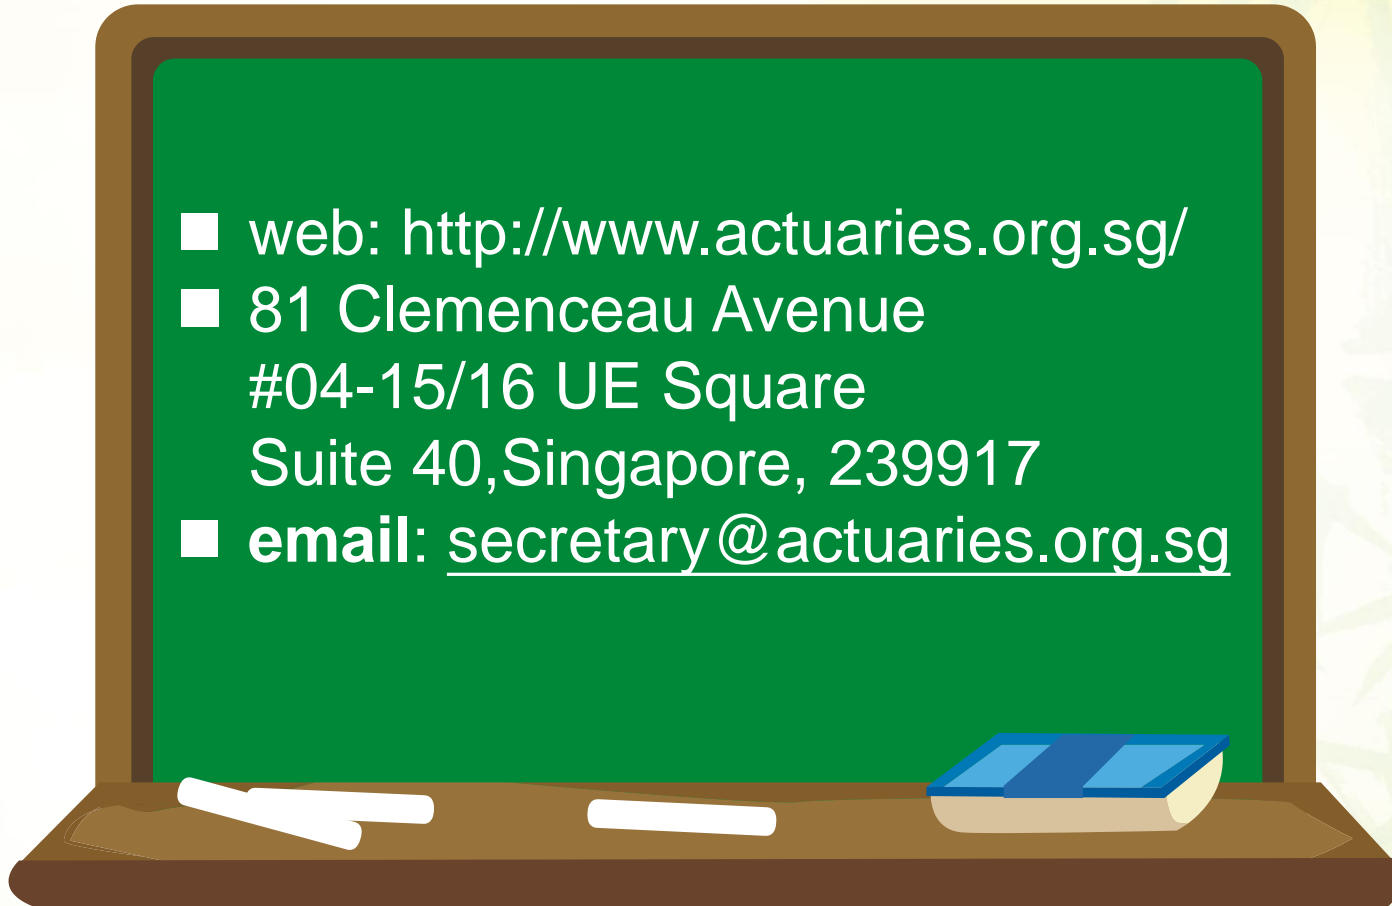 web: http://www.actuaries.org.sg/
81 Clemenceau Avenue
#04-15/16 UE Square
Suite 40,Singapore, 239917
email: secretary@actuaries.org.sg